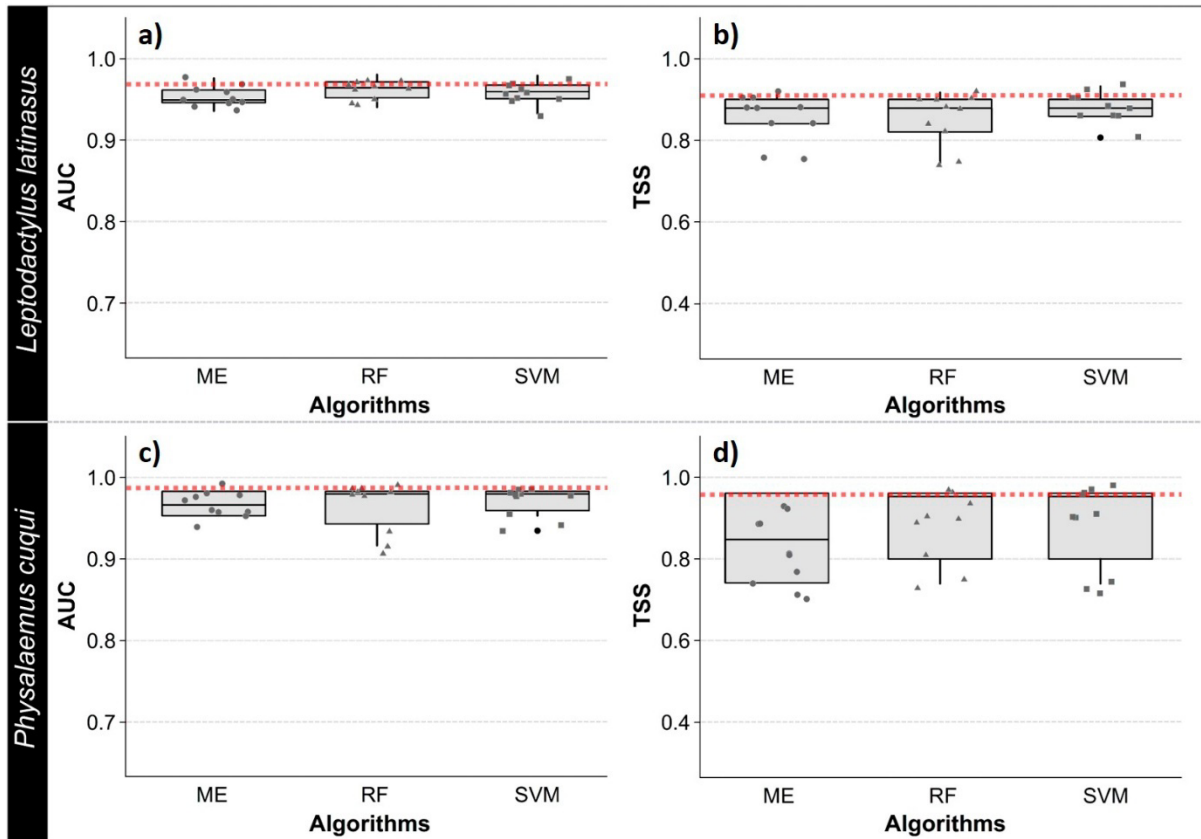 Leptodactylus latinasus
a)
1.0
0.9
0.8
0.7
AUC
ME RF SVM
Algorithms
b)
1.0
0.8
0.6
0.4
TSS
ME RF SVM
Algorithms
Physalaemus cuqui
c)
1.0
0.9
0.8
0.7
AUC
ME RF SVM
Algorithms
d)
1.0
0.8
0.6
0.4
TSS
ME RF SVM
Algorithms